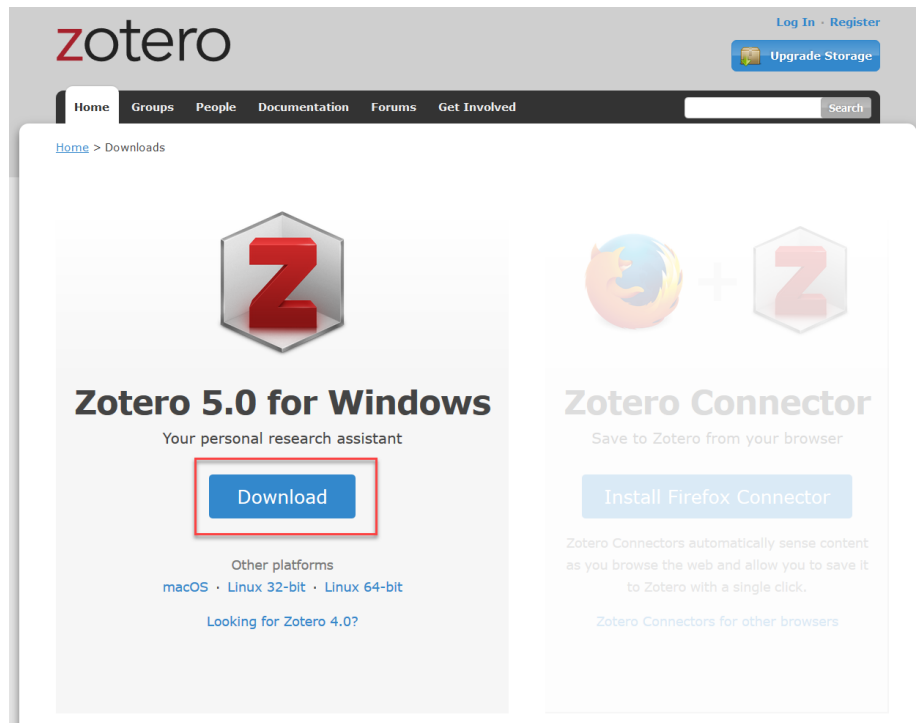 zotero
Log In · Register
Upgrade Storage
Home Groups People Documentation Forums Get Involved
Search
Home > Downloads
Z
Zotero 5.0 for Windows
Your personal research assistant
Download
Other platforms
macOS · Linux 32-bit · Linux 64-bit
Looking for Zotero 4.0?
+ Z
Zotero Connector
Save to Zotero from your browser
Install Firefox Connector
Zotero Connectors automatically sense content
as you browse the web and allow you to save it
to Zotero with a single click.
Zotero Connectors for other browsers